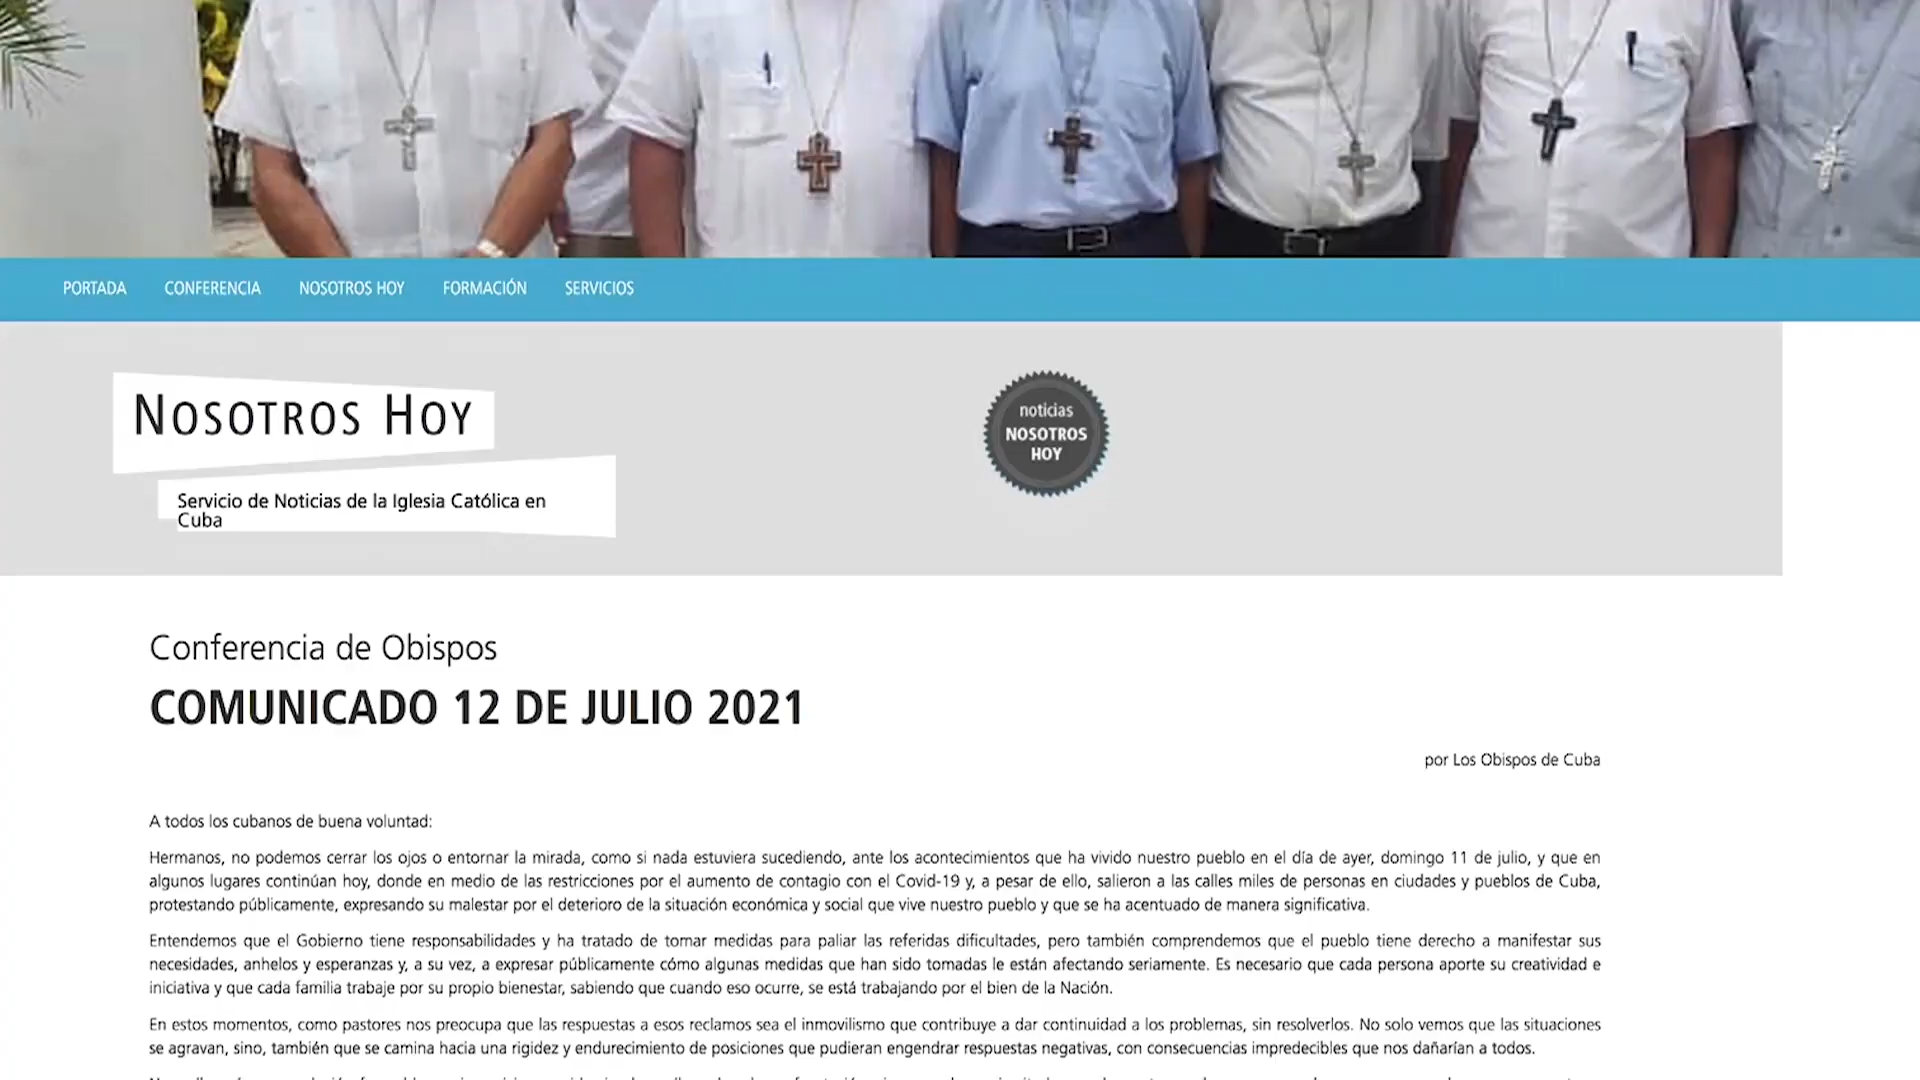 PORTADA CONFERENCIA NOSOTROS HOY FORMACIÓN SERVICIOS
NOSOTROS HOY
Servicio de Noticias de la Iglesia Católica en
Cuba
noticias
NOSOTROS
HOY
Conferencia de Obispos
COMUNICADO 12 DE JULIO 2021
por Los Obispos de Cuba
A todos los cubanos de buena voluntad:
Hermanos, no podemos cerrar los ojos o entornar la mirada, como si nada estuviera sucediendo, ante los acontecimientos que ha vivido nuestro pueblo en el día de ayer, domingo 11 de julio, y que en
algunos lugares continúan hoy, donde en medio de las restricciones por el aumento de contagio con el Covid-19 y, a pesar de ello, salieron a las calles miles de personas en ciudades y pueblos de Cuba,
protestando públicamente, expresando su malestar por el deterioro de la situación económica y social que vive nuestro pueblo y que se ha acentuado de manera significativa.
Entendemos que el Gobierno tiene responsabilidades y ha tratado de tomar medidas para paliar las referidas dificultades, pero también comprendemos que el pueblo tiene derecho a manifestar sus
necesidades, anhelos y esperanzas y, a su vez, a expresar públicamente cómo algunas medidas que han sido tomadas le están afectando seriamente. Es necesario que cada persona aporte su creatividad e
iniciativa y que cada familia trabaje por su propio bienestar, sabiendo que cuando eso ocurre, se está trabajando por el bien de la Nación.
En estos momentos, como pastores nos preocupa que las respuestas a esos reclamos sea el inmovilismo que contribuye a dar continuidad a los problemas, sin resolverlos. No solo vemos que las situaciones
se agravan, sino, también que se camina hacia una rigidez y endurecimiento de posiciones que pudieran engendrar respuestas negativas, con consecuencias impredecibles que nos dañarían a todos.